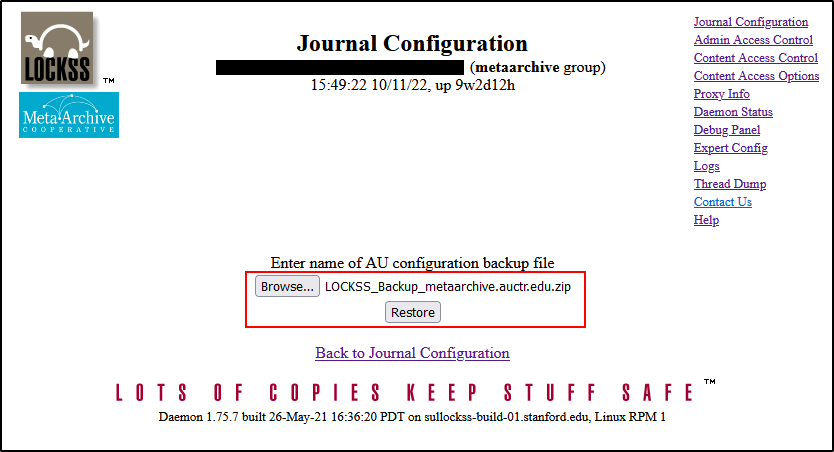 LOCKSS ™
Meta Archive
COOPERATIVE
Journal Configuration
(metaarchive group)
15:49:22 10/11/22, up 9w2d12h
Journal Configuration
Admin Access Control
Content Access Control
Content Access Options
Proxy Info
Daemon Status
Debug Panel
Expert Config
Logs
Thread Dump
Contact Us
Help
Enter name of AU configuration backup file
Browse... LOCKSS_Backup_metaarchive.auctr.edu.zip
Restore
Back to Journal Configuration
LOTS OF COPIES KEEP STUFF SAFE ™
Daemon 1.75.7 built 26-May-21 16:36:20 PDT on sullockss-build-01.stanford.edu, Linux RPM 1